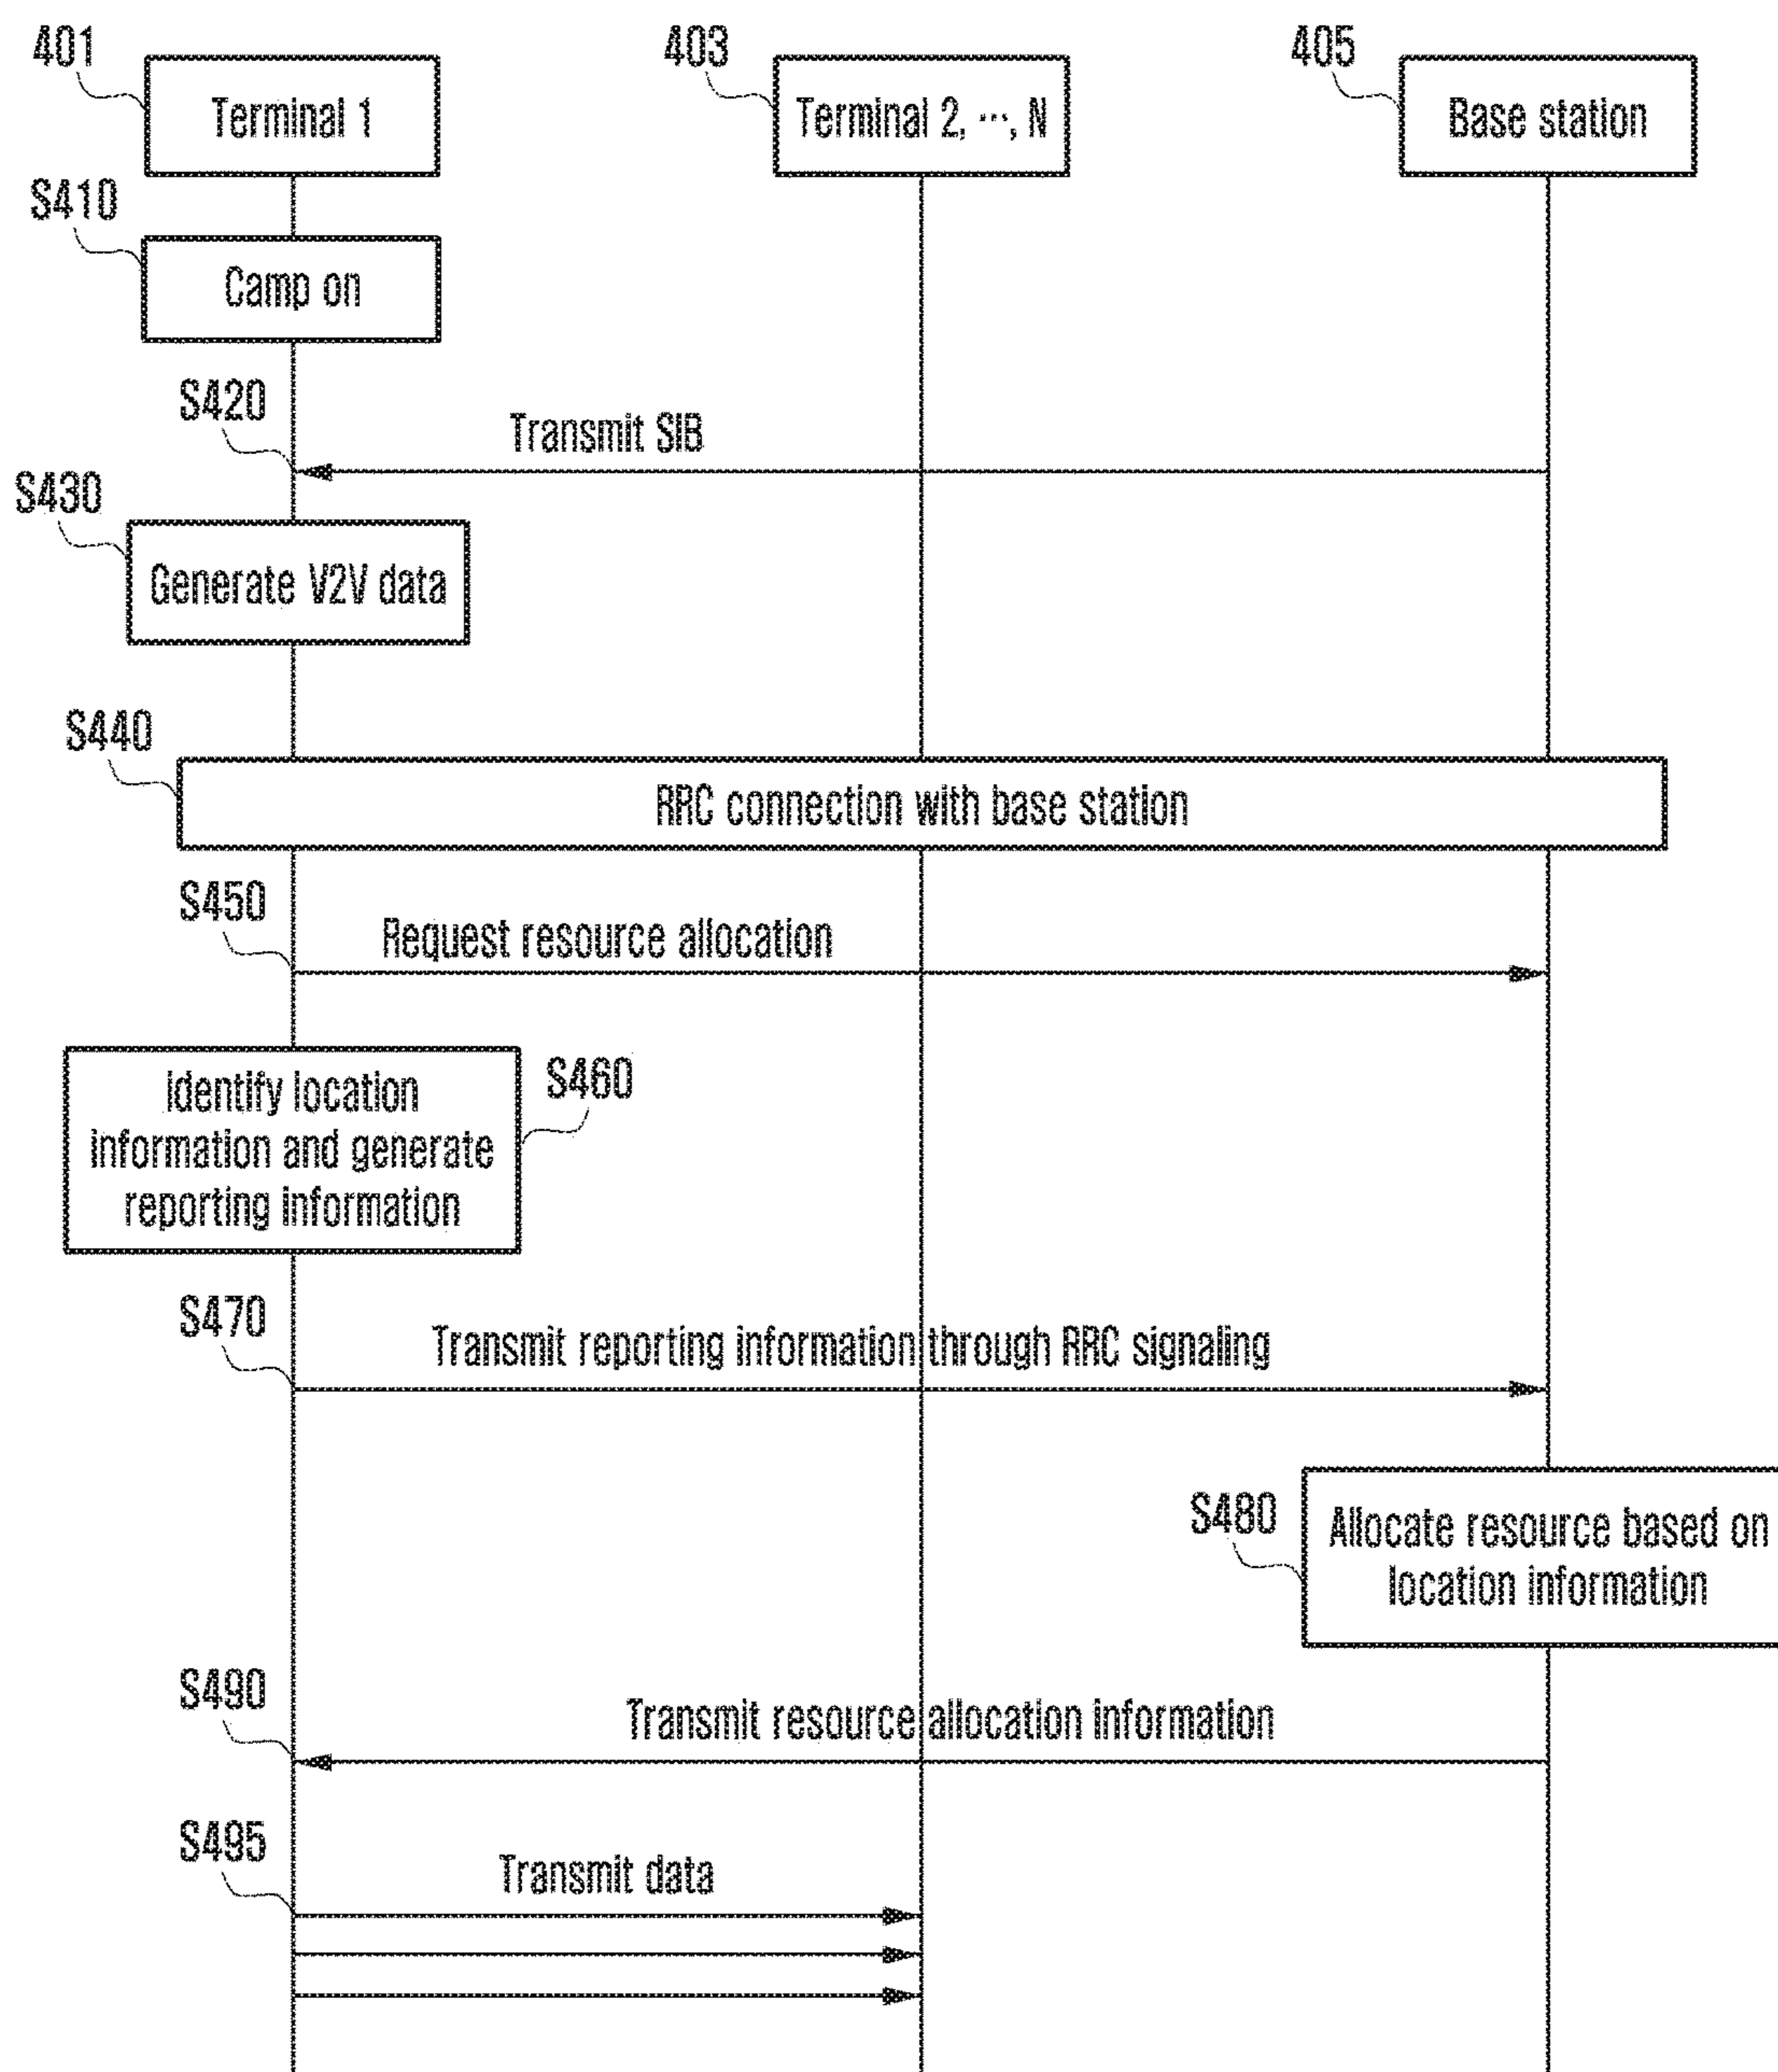 401
403
405
Terminal 1
Terminal 2, ···, N
Base station
S410
Camp on
S420
Transmit SIB
S430
Generate V2V data
S440
RRC connection with base station
S450
Request resource allocation
Identify location
information and generate
reporting information
S460
S470
Transmit reporting information through RRC signaling
S480
Allocate resource based on
location information
S490
Transmit resource allocation information
S495
Transmit data